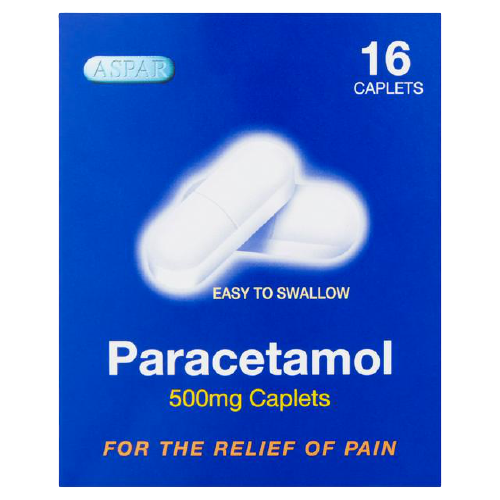 ASPAR
16
CAPLETS
EASY TO SWALLOW
Paracetamol
500mg Caplets
FOR THE RELIEF OF PAIN